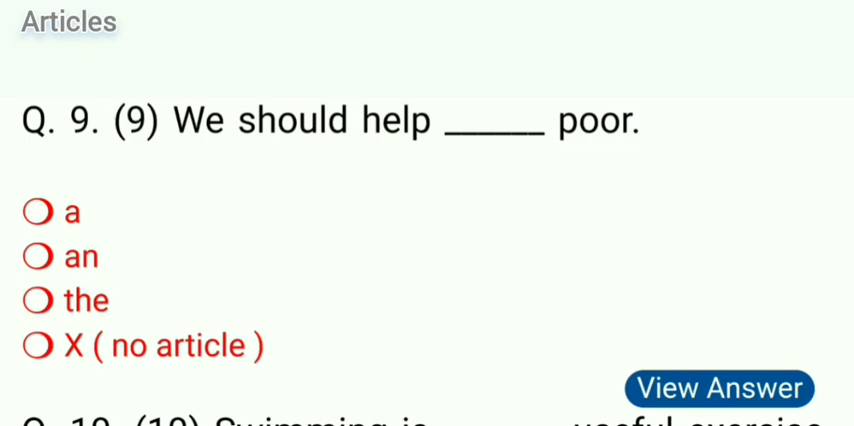 Articles
Q. 9. (9) We should help ______ poor.
a
an
the
X ( no article )
View Answer